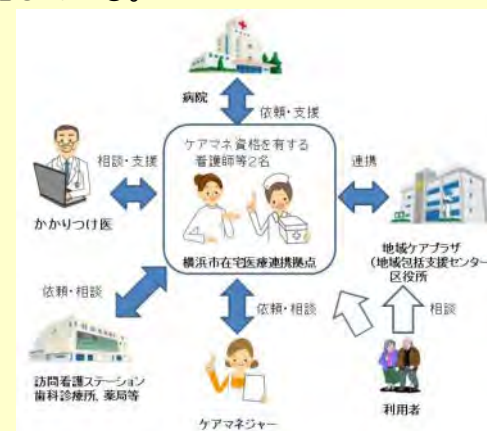 病院
依頼・支援
ケアマネ資格を有する
看護師等2名
相談・支援
連携
かかりつけ医
横浜市在宅医療連携拠点
地域ケアプラザ
(地域包括支援センター
区役所
依頼・相談
依頼・相談
相談
訪問看護ステーション
歯科診療所、薬局等
ケアマネジャー
利用者